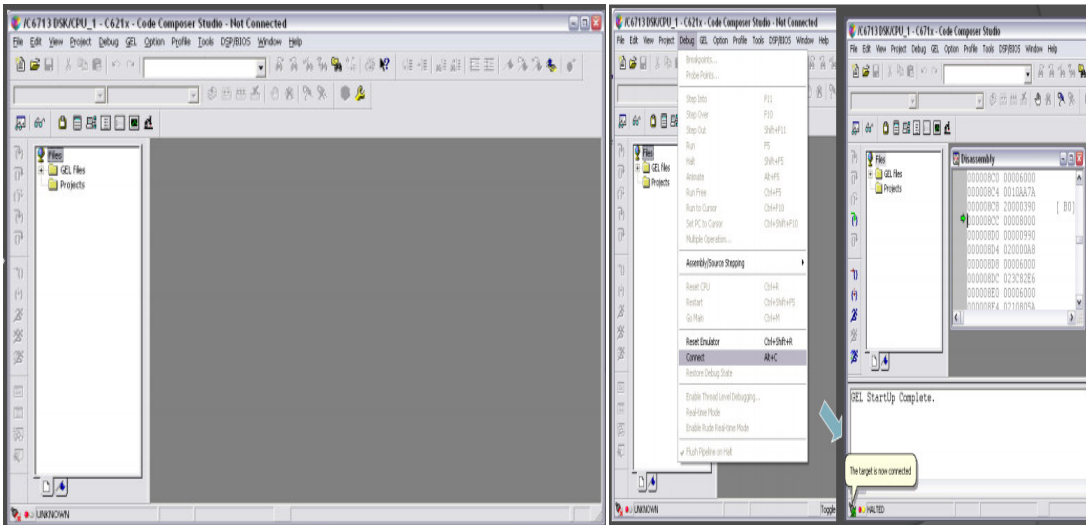 /C6713 DSK/CPU_1 - C621x - Code Composer Studio - Not Connected
File Edit View Project Debug GEL Option Profile Tools DSP/BIOS Window Help
Files
GEL files
Projects
UNKNOWN
/C6713 DSK/CPU_1 - C621x - Code Composer Studio - Not Connected
File Edit View Project Debug GEL Option Profile Tools DSP/BIOS Window Help
Files
GEL files
Projects
Breakpoints...
Probe Points...
Step Into F11
Step Over F10
Step Out Shift+F11
Run F5
Halt Shift+F5
Animate Alt+F5
Run Free Ctrl+F5
Run to Cursor Ctrl+F10
Set PC to Cursor Ctrl+Shift+F10
Multiple Operation...
Assembly/Source Stepping
Reset CPU Ctrl+R
Restart Ctrl+Shift+F5
Go Main Ctrl+M
Reset Emulator Ctrl+Shift+R
Connect Alt+C
Restore Debug State
Enable Thread Level Debugging...
Real-time Mode
Enable Rude Real-time Mode
Flush Pipeline on Halt
UNKNOWN
Toggle
/C6713 DSK/CPU_1 - C671x - Code Composer Studio
File Edit View Project Debug GEL Option Profile Tools DSP/BIOS Window Help
Files
GEL files
Projects
Disassembly
000008C0 00006000
000008C4 0010AA7A
000008C8 20000390 [ B0]
000008CC 00008000
000008D0 00000990
000008D4 020000A8
000008D8 00006000
000008DC 023C82E6
000008E0 00006000
000008E4 0210805A
GEL StartUp Complete.
The target is now connected
HALTED